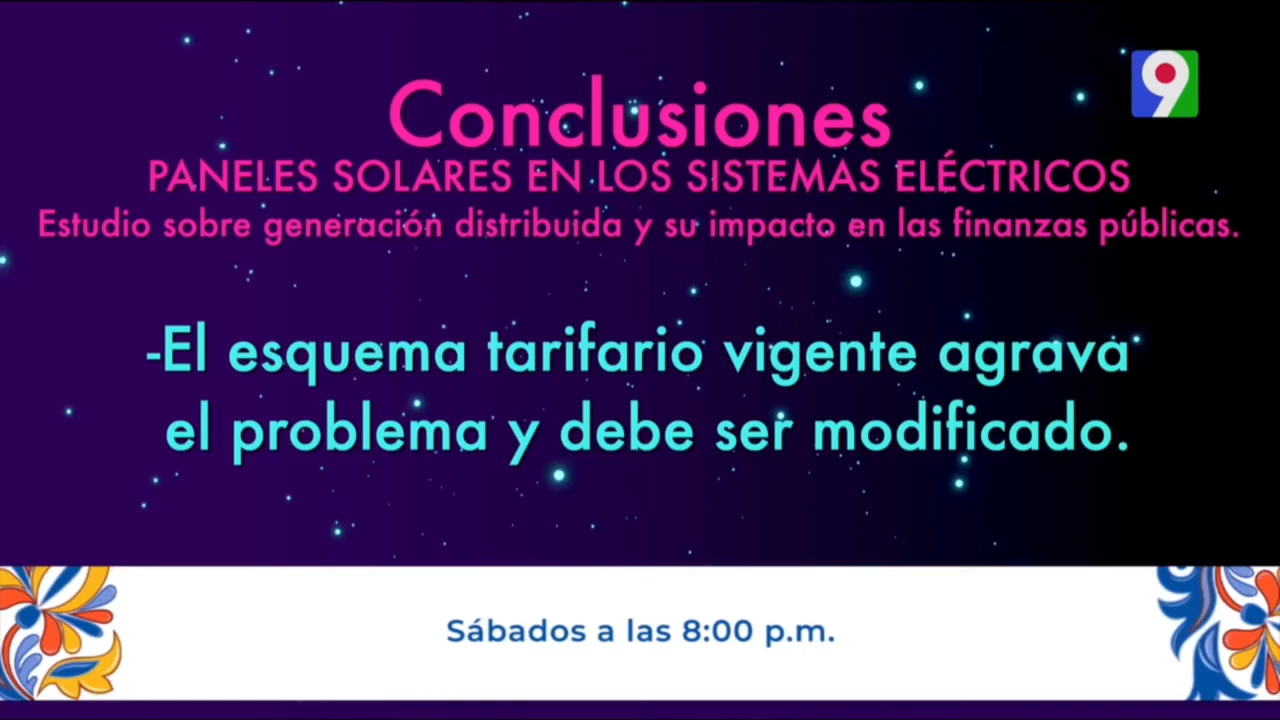 9
Conclusiones
PANELES SOLARES EN LOS SISTEMAS ELÉCTRICOS
Estudio sobre generación distribuida y su impacto en las finanzas públicas.
-El esquema tarifario vigente agrava
el problema y debe ser modificado.
Sábados a las 8:00 p.m.